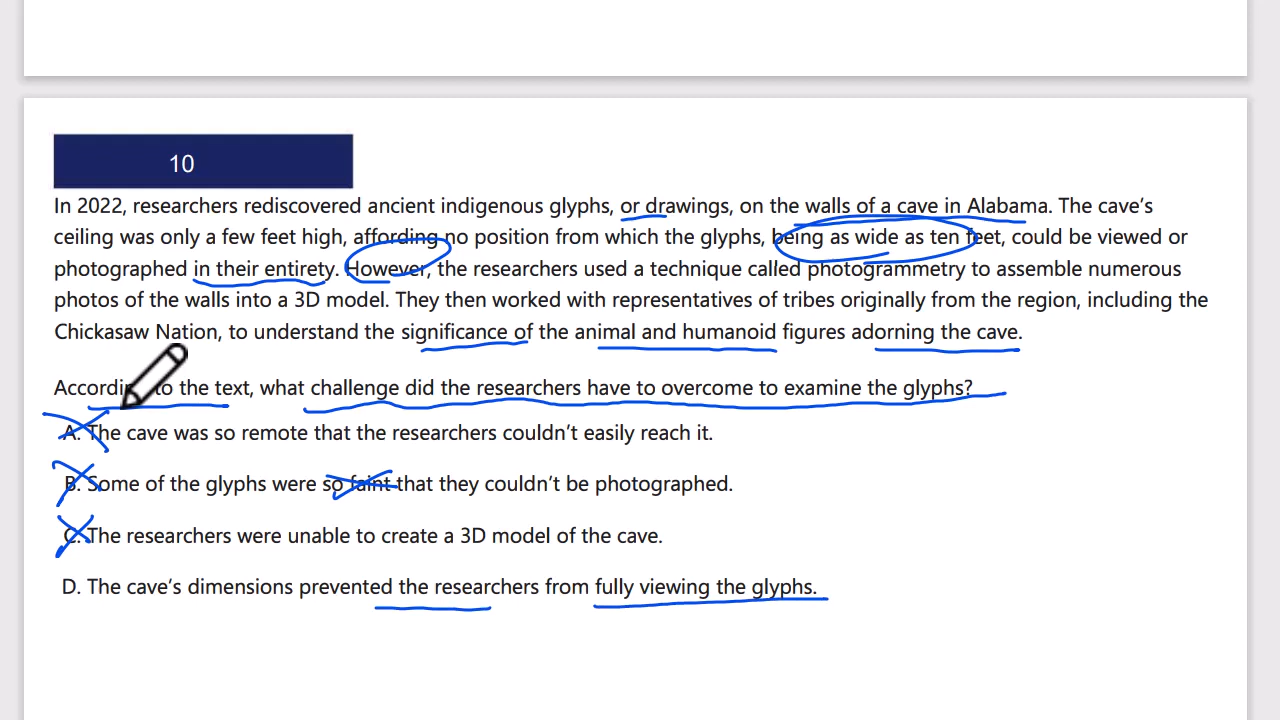 10
In 2022, researchers rediscovered ancient indigenous glyphs, or drawings, on the walls of a cave in Alabama. The cave's
ceiling was only a few feet high, affording no position from which the glyphs, being as wide as ten feet, could be viewed or
photographed in their entirety. However, the researchers used a technique called photogrammetry to assemble numerous
photos of the walls into a 3D model. They then worked with representatives of tribes originally from the region, including the
Chickasaw Nation, to understand the significance of the animal and humanoid figures adorning the cave.
According to the text, what challenge did the researchers have to overcome to examine the glyphs?
A. The cave was so remote that the researchers couldn't easily reach it.
B. Some of the glyphs were so faint that they couldn't be photographed.
C. The researchers were unable to create a 3D model of the cave.
D. The cave's dimensions prevented the researchers from fully viewing the glyphs.